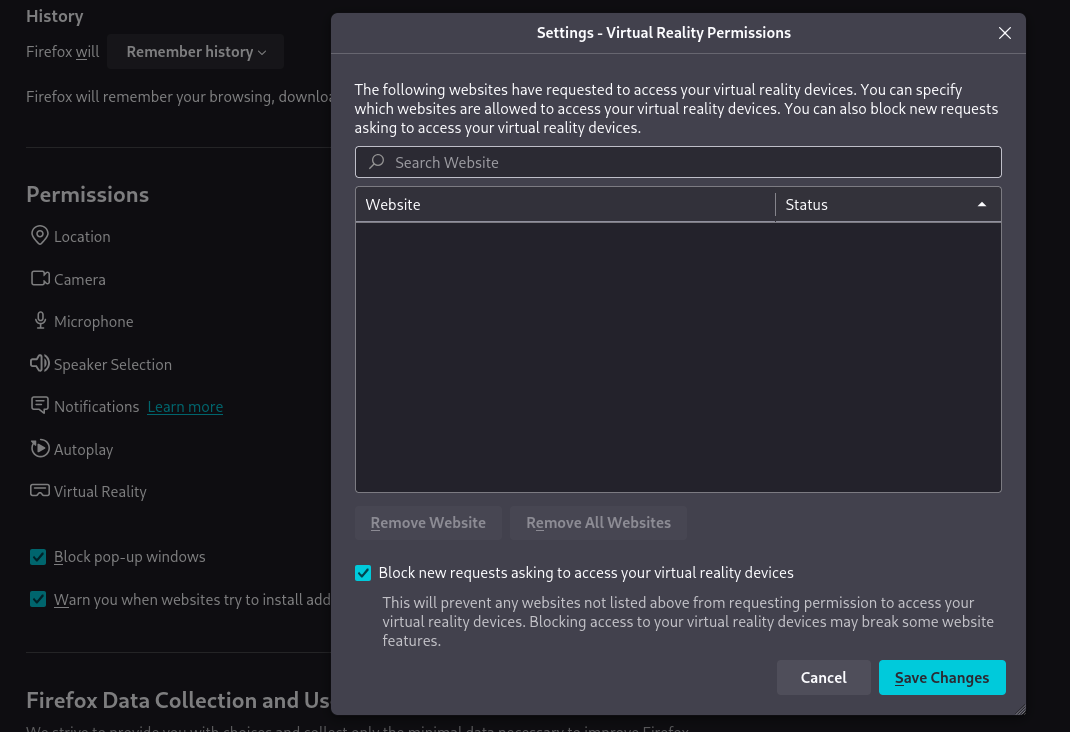 History
Firefox will Remember history
Firefox will remember your browsing, downloa
Permissions
Location
Camera
Microphone
Speaker Selection
Notifications Learn more
Autoplay
Virtual Reality
Block pop-up windows
Warn you when websites try to install add
Firefox Data Collection and Us
We strive to provide you with choices and collect only the minimal data necessary to improve Firefox
Settings - Virtual Reality Permissions
The following websites have requested to access your virtual reality devices. You can specify
which websites are allowed to access your virtual reality devices. You can also block new requests
asking to access your virtual reality devices.
Search Website
Website Status
Remove Website Remove All Websites
Block new requests asking to access your virtual reality devices
This will prevent any websites not listed above from requesting permission to access your
virtual reality devices. Blocking access to your virtual reality devices may break some website
features.
Cancel Save Changes